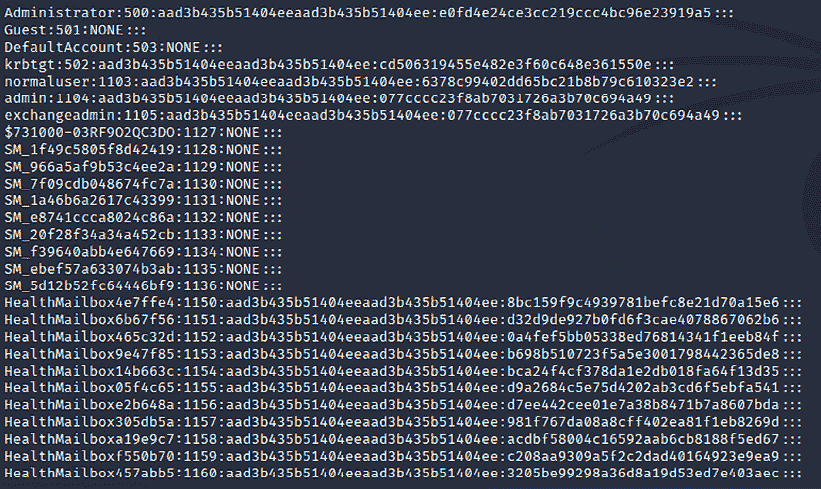 Administrator:500:aad3b435b51404eeaad3b435b51404ee:e0fd4e24ce3cc219ccc4bc96e23919a5:::
Guest:501:NONE:::
DefaultAccount:503:NONE:::
krbtgt:502:aad3b435b51404eeaad3b435b51404ee:cd506319455e482e3f60c648e361550e:::
normaluser:1103:aad3b435b51404eeaad3b435b51404ee:6378c99402dd65bc21b8b79c610323e2:::
admin:1104:aad3b435b51404eeaad3b435b51404ee:077cccc23f8ab7031726a3b70c694a49:::
exchangeadmin:1105:aad3b435b51404eeaad3b435b51404ee:077cccc23f8ab7031726a3b70c694a49:::
$731000-03RF9O2QC3DO:1127:NONE:::
SM_1f49c5805f8d42419:1128:NONE:::
SM_966a5af9b53c4ee2a:1129:NONE:::
SM_7f09cdb048674fc7a:1130:NONE:::
SM_1a46b6a2617c43399:1131:NONE:::
SM_e8741ccca8024c86a:1132:NONE:::
SM_20f28f34a34a452cb:1133:NONE:::
SM_f39640abb4e647669:1134:NONE:::
SM_ebef57a633074b3ab:1135:NONE:::
SM_5d12b52fc64446bf9:1136:NONE:::
HealthMailbox4e7ffe4:1150:aad3b435b51404eeaad3b435b51404ee:8bc159f9c4939781befc8e21d70a15e6:::
HealthMailbox6b67f56:1151:aad3b435b51404eeaad3b435b51404ee:d32d9de927b0fd6f3cae4078867062b6:::
HealthMailbox465c32d:1152:aad3b435b51404eeaad3b435b51404ee:0a4fef5bb05338ed76814341f1eeb84f:::
HealthMailbox9e47f85:1153:aad3b435b51404eeaad3b435b51404ee:b698b510723f5a5e3001798442365de8:::
HealthMailbox14b663c:1154:aad3b435b51404eeaad3b435b51404ee:bca24f4cf378da1e2db018fa64f13d35:::
HealthMailbox05f4c65:1155:aad3b435b51404eeaad3b435b51404ee:d9a2684c5e75d4202ab3cd6f5ebfa541:::
HealthMailboxe2b648a:1156:aad3b435b51404eeaad3b435b51404ee:d7ee442cee01e7a38b8471b7a8607bda:::
HealthMailbox305db5a:1157:aad3b435b51404eeaad3b435b51404ee:981f767da08a8cff402ea81f1eb8269d:::
HealthMailboxa19e9c7:1158:aad3b435b51404eeaad3b435b51404ee:acdbf58004c16592aab6cb8188f5ed67:::
HealthMailboxf550b70:1159:aad3b435b51404eeaad3b435b51404ee:c208aa9309a5f2c2dad40164923e9ea9:::
HealthMailbox457abb5:1160:aad3b435b51404eeaad3b435b51404ee:3205be99298a36d8a19d53ed7e403aec:::